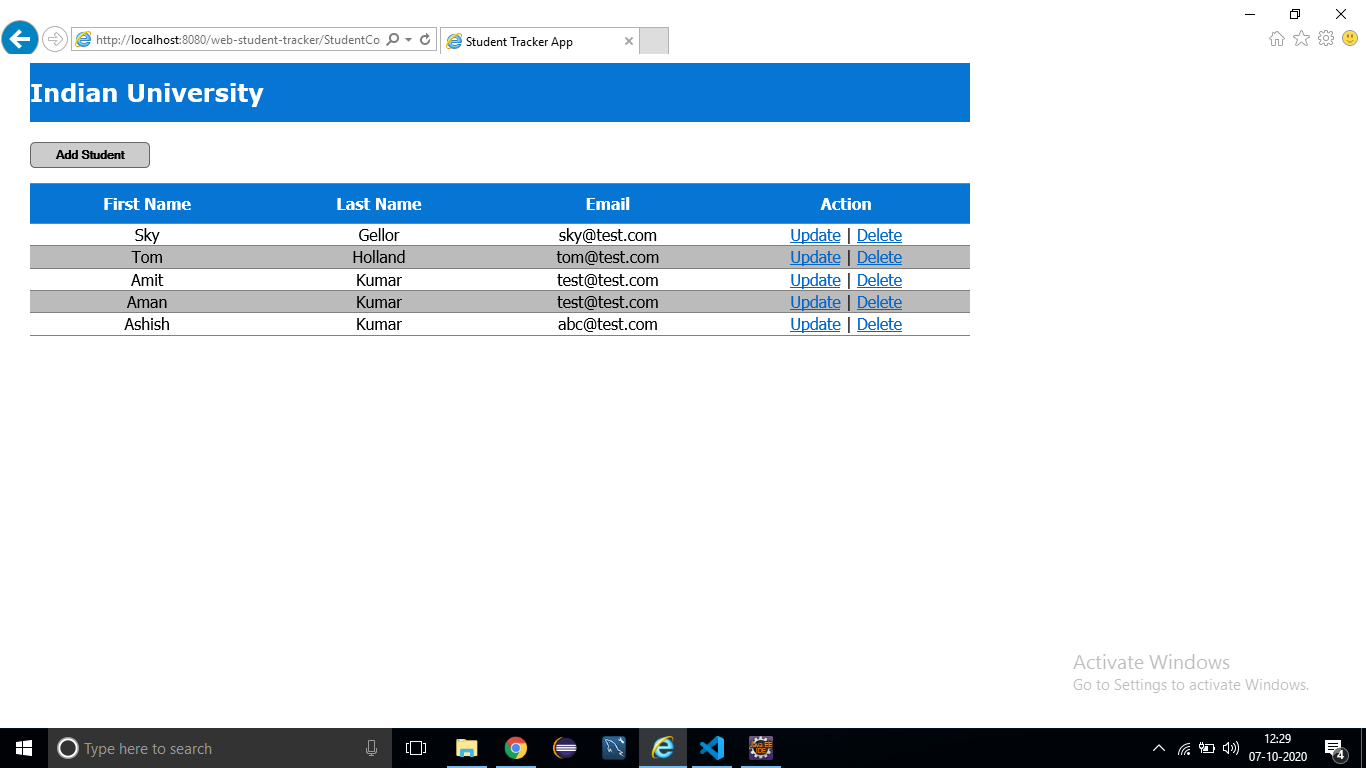 http://localhost:8080/web-student-tracker/StudentCo
Student Tracker App
Indian University
Add Student
First Name Last Name Email Action
Sky Gellor sky@test.com Update | Delete
Tom Holland tom@test.com Update | Delete
Amit Kumar test@test.com Update | Delete
Aman Kumar test@test.com Update | Delete
Ashish Kumar abc@test.com Update | Delete
Activate Windows
Go to Settings to activate Windows.
Type here to search
12:29
07-10-2020
4